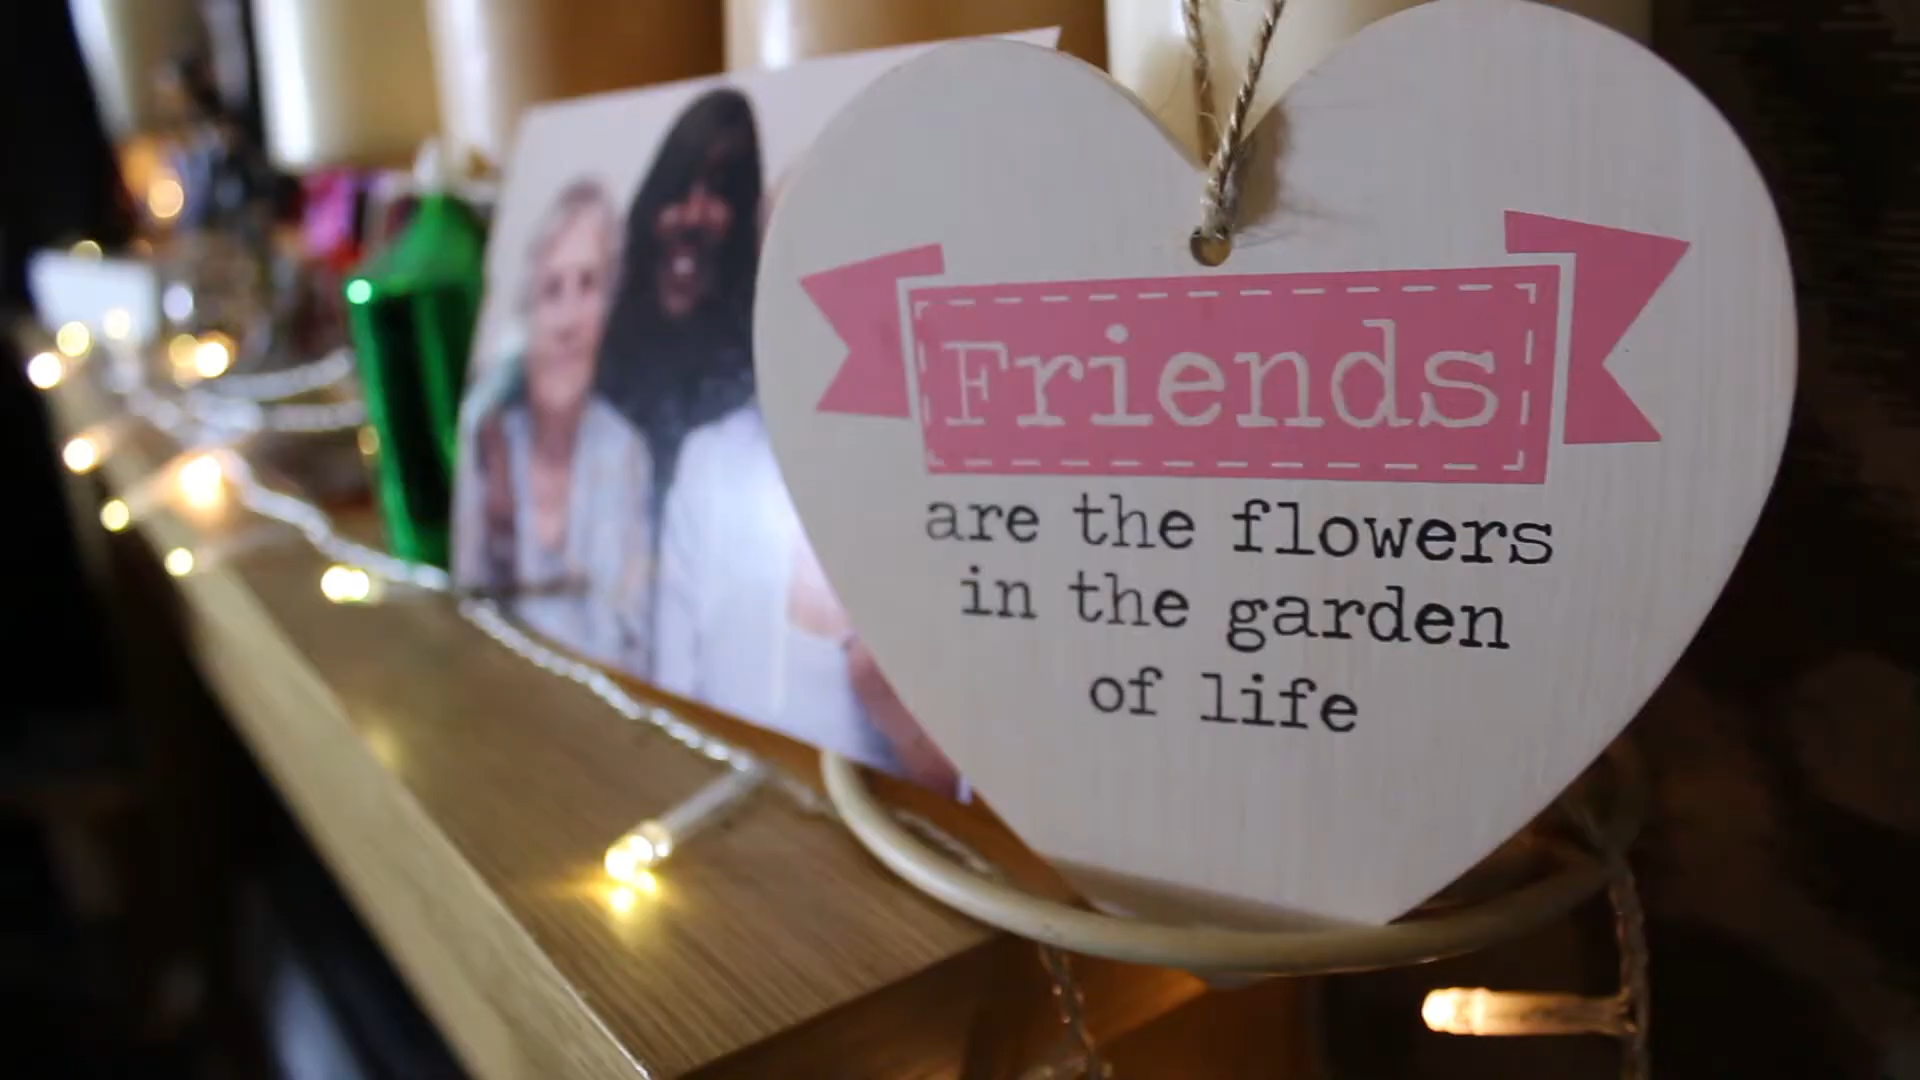 Friends
are the flowers
in the garden
of life